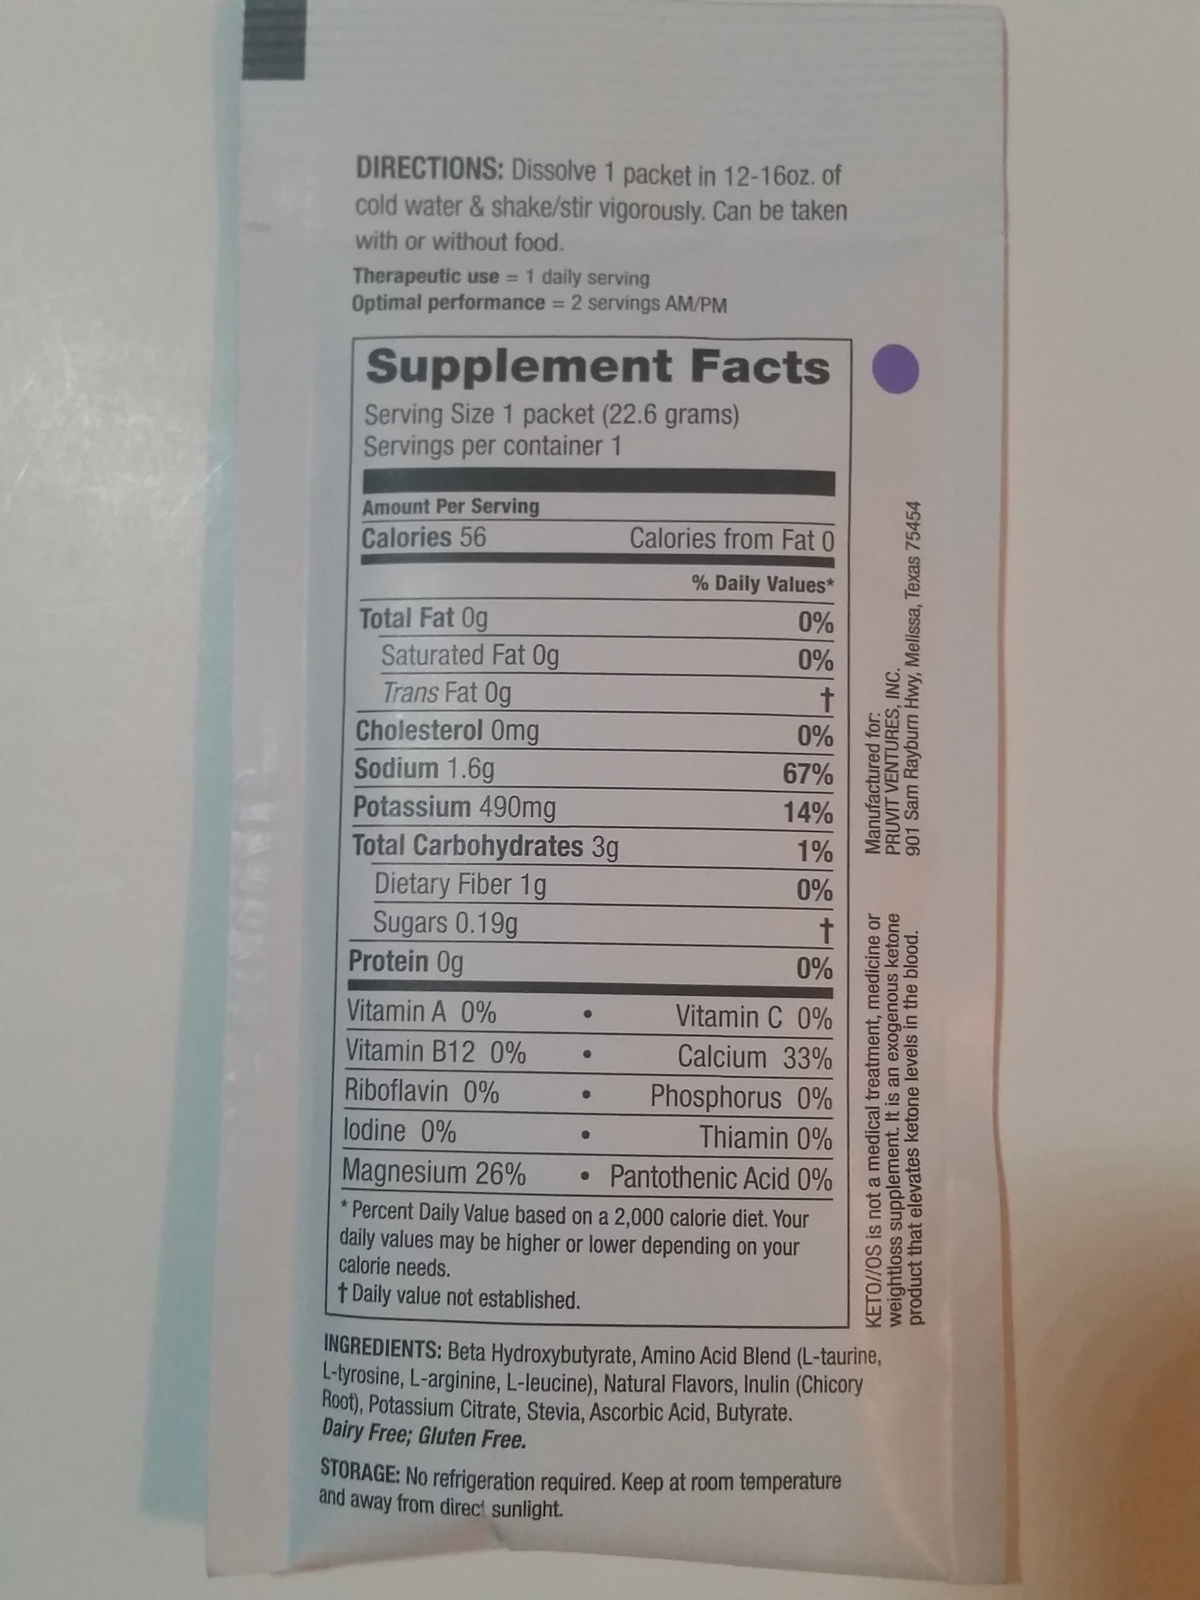 DIRECTIONS: Dissolve 1 packet in 12-16oz. of
cold water & shake/stir vigorously. Can be taken
with or without food.
Therapeutic use = 1 daily serving
Optimal performance = 2 servings AM/PM
Supplement Facts
Serving Size 1 packet (22.6 grams)
Servings per container 1
Amount Per Serving
Calories 56 Calories from Fat 0
% Daily Values*
Total Fat 0g 0%
Saturated Fat 0g 0%
Trans Fat 0g †
Cholesterol 0mg 0%
Sodium 1.6g 67%
Potassium 490mg 14%
Total Carbohydrates 3g 1%
Dietary Fiber 1g 0%
Sugars 0.19g †
Protein 0g 0%
Vitamin A 0% • Vitamin C 0%
Vitamin B12 0% • Calcium 33%
Riboflavin 0% • Phosphorus 0%
Iodine 0% • Thiamin 0%
Magnesium 26% • Pantothenic Acid 0%
* Percent Daily Value based on a 2,000 calorie diet. Your
daily values may be higher or lower depending on your
calorie needs.
† Daily value not established.
INGREDIENTS: Beta Hydroxybutyrate, Amino Acid Blend (L-taurine,
L-tyrosine, L-arginine, L-leucine), Natural Flavors, Inulin (Chicory
Root), Potassium Citrate, Stevia, Ascorbic Acid, Butyrate.
Dairy Free; Gluten Free.
STORAGE: No refrigeration required. Keep at room temperature
and away from direct sunlight.
Manufactured for:
PRUVIT VENTURES, INC.
901 Sam Rayburn Hwy, Melissa, Texas 75454
KETO//OS is not a medical treatment, medicine or
weightloss supplement. It is an exogenous ketone
product that elevates ketone levels in the blood.